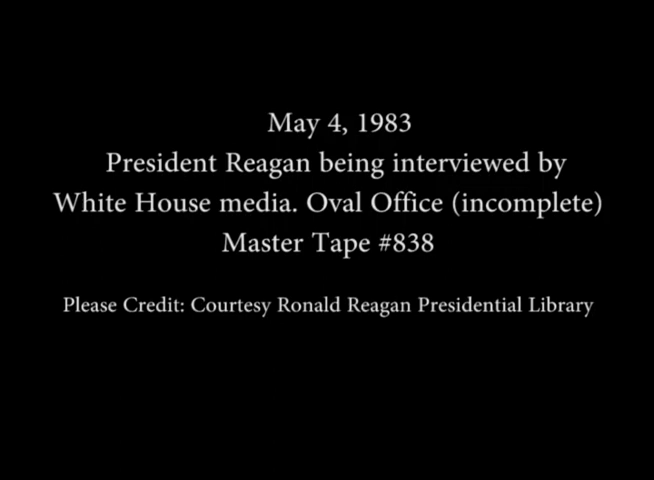 May 4, 1983
President Reagan being interviewed by
White House media. Oval Office (incomplete)
Master Tape #838
Please Credit: Courtesy Ronald Reagan Presidential Library